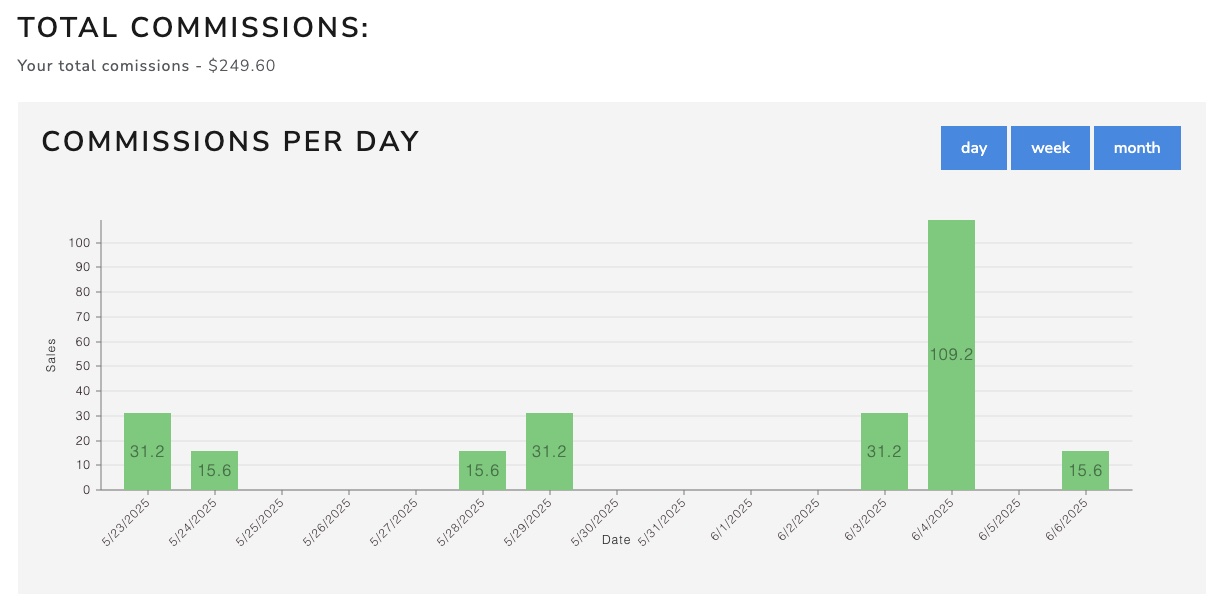 TOTAL COMMISSIONS:
Your total comissions - $249.60
COMMISSIONS PER DAY
day week month
100
90
80
70
60
50
40
30
20
10
0
Sales
31.2
15.6
15.6
31.2
31.2
109.2
15.6
5/23/2025 5/24/2025 5/25/2025 5/26/2025 5/27/2025 5/28/2025 5/29/2025 5/30/2025 5/31/2025 6/1/2025 6/2/2025 6/3/2025 6/4/2025 6/5/2025 6/6/2025
Date